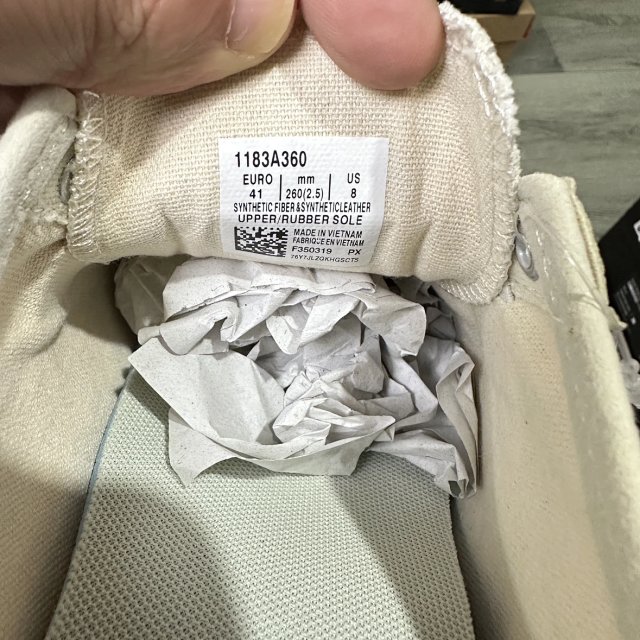 1183A360
EURO mm US
41 260(2.5) 8
SYNTHETIC FIBER&SYNTHETICLEATHER
UPPER/RUBBER SOLE
MADE IN VIETNAM
FABRIQUE EN VIETNAM
F350319 PX
76Y7JLZQKHGSCT5